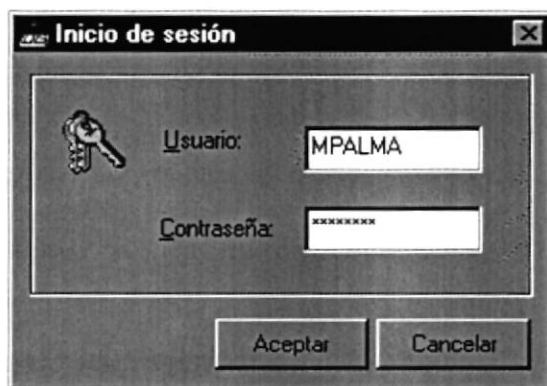 Inicio de sesión
Usuario: MPALMA
Contraseña: ********
Aceptar Cancelar